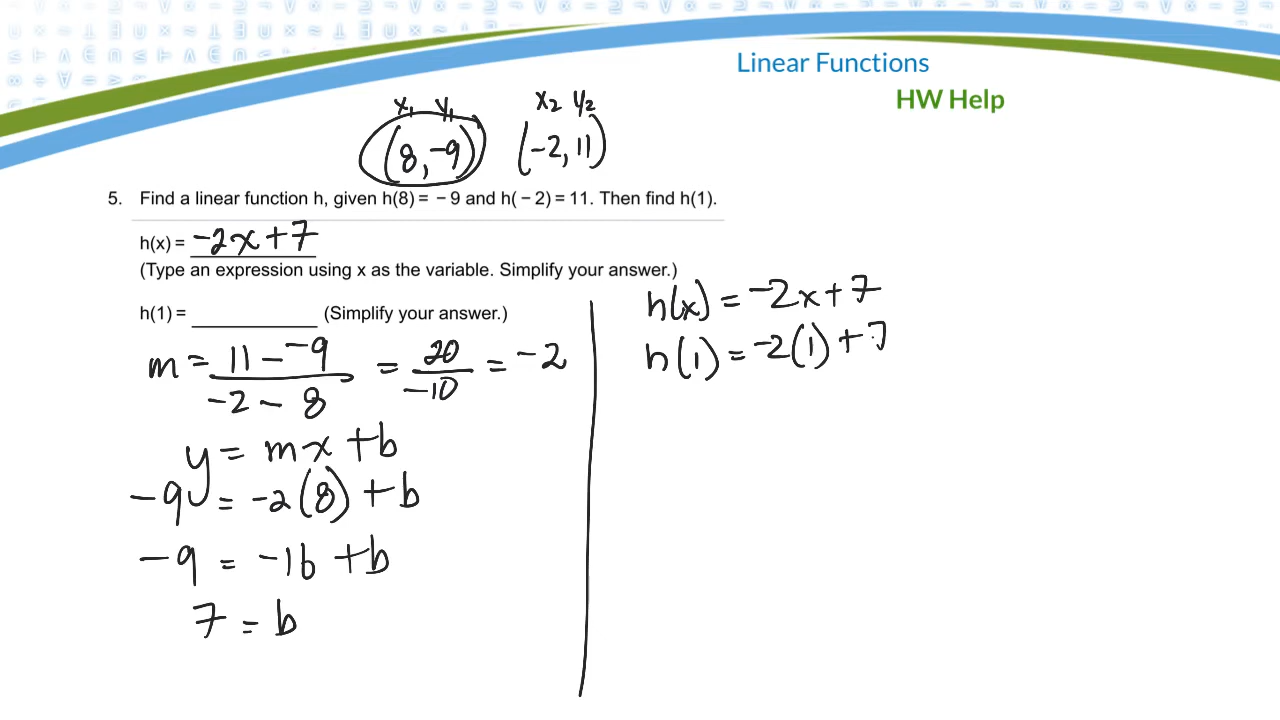 Linear Functions
HW Help
x₁ y₁ x₂ y₂
(8, -9) (-2, 11)
5. Find a linear function h, given h(8) = - 9 and h( - 2) = 11. Then find h(1).
h(x) = -2x+7
(Type an expression using x as the variable. Simplify your answer.)
h(1) = ________ (Simplify your answer.)
m = 11 - -9 / -2 - 8 = 20 / -10 = -2
y = mx + b
-9 = -2(8) + b
-9 = -16 + b
7 = b
h(x) = -2x+7
h(1) = -2(1) + 7